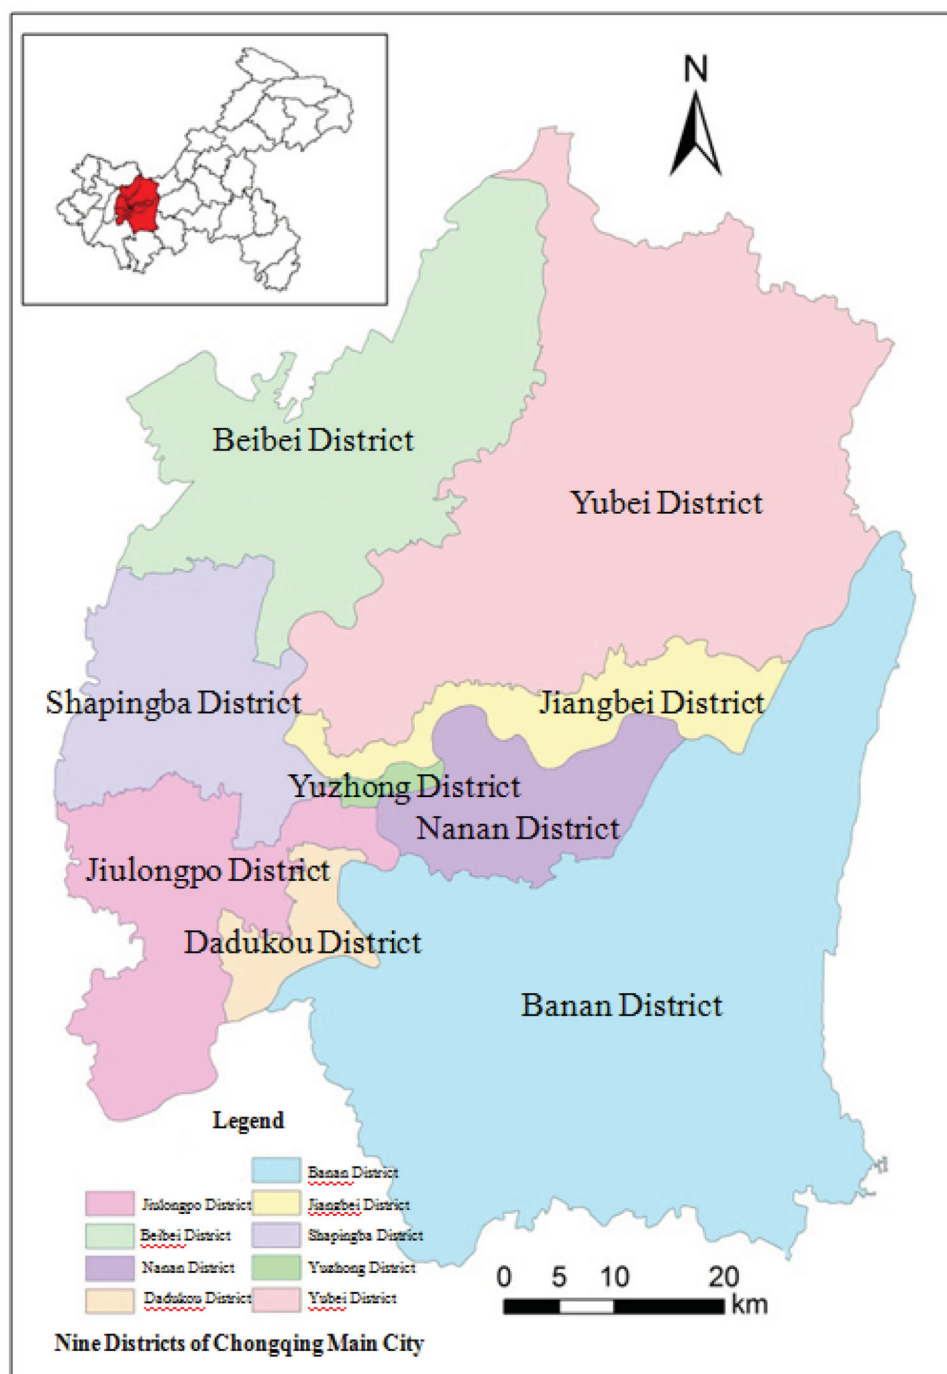 N
Beibei District
Yubei District
Shapingba District
Jiangbei District
Yuzhong District
Nanan District
Jiulongpo District
Dadukou District
Banan District
Legend
Banan District
Jiulongpo District
Jiangbei District
Beibei District
Shapingba District
Nanan District
Yuzhong District
Dadukou District
Yubei District
0 5 10 20
km
Nine Districts of Chongqing Main City